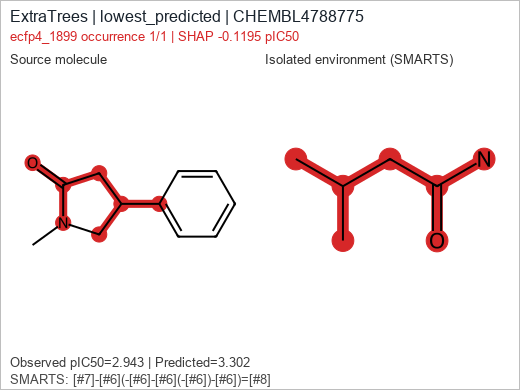 ExtraTrees | lowest_predicted | CHEMBL4788775
ecfp4_1899 occurrence 1/1 | SHAP -0.1195 pIC50
Source molecule
Isolated environment (SMARTS)
O
N
N
O
Observed pIC50=2.943 | Predicted=3.302
SMARTS: [#7]-[#6](-[#6]-[#6](-[#6])-[#6])=[#8]